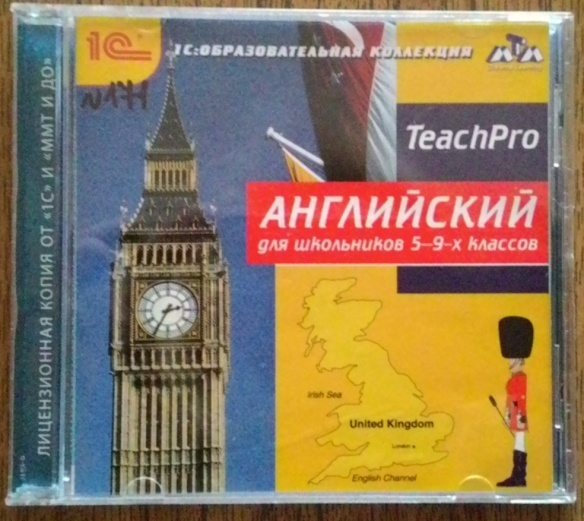 1С
1С:ОБРАЗОВАТЕЛЬНАЯ КОЛЛЕКЦИЯ
N171
TeachPro
АНГЛИЙСКИЙ
для школьников 5–9-х классов
Irish Sea
United Kingdom
London
English Channel
ЛИЦЕНЗИОННАЯ КОПИЯ ОТ «1С» И «ММТ И ДО»